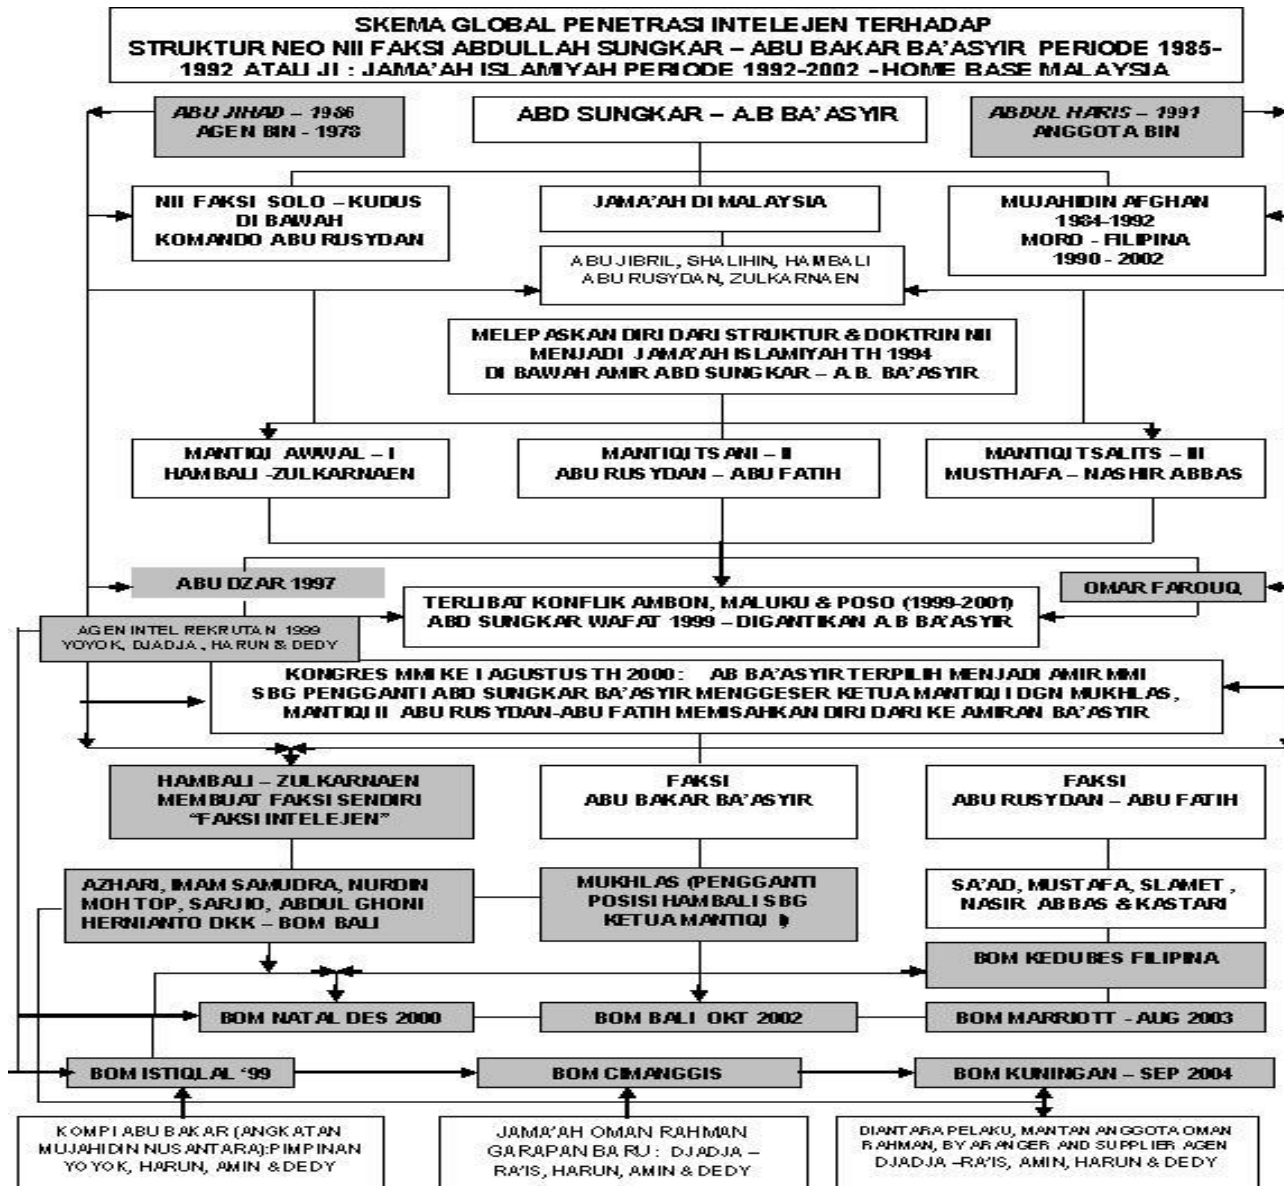 SKEMA GLOBAL PENETRASI INTELEJEN TERHADAP
STRUKTUR NEO NII FAKSI ABDULLAH SUNGKAR – ABU BAKAR BA'ASYIR PERIODE 1985-
1992 ATAU JI : JAMA'AH ISLAMIYAH PERIODE 1992-2002 -HOME BASE MALAYSIA
ABU JIHAD – 1986
AGEN BIN - 1978
ABD SUNGKAR – A.B BA'ASYIR
ABDUL HARIS – 1991
ANGGOTA BIN
NII FAKSI SOLO – KUDUS
DI BAWAH
KOMANDO ABU RUSYDAN
JAMA'AH DI MALAYSIA
MUJAHIDIN AFGHAN
1984-1992
MORO - FILIPINA
1990 - 2002
ABU JIBRIL, SHALIHIN, HAMBALI
ABU RUSYDAN, ZULKARNAEN
MELEPASKAN DIRI DARI STRUKTUR & DOKTRIN NII
MENJADI JAMA'AH ISLAMIYAH TH 1994
DI BAWAH AMIR ABD SUNGKAR – A.B. BA'ASYIR
MANTIQI AWWAL – I
HAMBALI -ZULKARNAEN
MANTIQI TSANI – II
ABU RUSYDAN – ABU FATIH
MANTIQI TSALITS – III
MUSTHAFA – NASHIR ABBAS
ABU DZAR 1997
OMAR FAROUQ
TERLIBAT KONFLIK AMBON, MALUKU & POSO (1999-2001)
ABD SUNGKAR WAFAT 1999 – DIGANTIKAN A.B BA'ASYIR
AGEN INTEL REKRUTAN 1999
YOYOK, DJADJA, HARUN & DEDY
KONGRES MMI KE I AGUSTUS TH 2000 : AB BA'ASYIR TERPILIH MENJADI AMIR MMI
SBG PENGGANTI ABD SUNGKAR BA'ASYIR MENGGESER KETUA MANTIQI I DGN MUKHLAS,
MANTIQI II ABU RUSYDAN-ABU FATIH MEMISAHKAN DIRI DARI KE AMIRAN BA'ASYIR
HAMBALI – ZULKARNAEN
MEMBUAT FAKSI SENDIRI
"FAKSI INTELEJEN"
FAKSI
ABU BAKAR BA'ASYIR
FAKSI
ABU RUSYDAN – ABU FATIH
AZHARI, IMAM SAMUDRA, NURDIN
MOH TOP, SARJIO, ABDUL GHONI
HERNIANTO DKK – BOM BALI
MUKHLAS (PENGGANTI
POSISI HAMBALI SBG
KETUA MANTIQI I)
SA'AD, MUSTAFA, SLAMET ,
NASIR ABBAS & KASTARI
BOM KEDUBES FILIPINA
BOM NATAL DES 2000
BOM BALI OKT 2002
BOM MARRIOTT - AUG 2003
BOM ISTIQLAL '99
BOM CIMANGGIS
BOM KUNINGAN – SEP 2004
KOMPI ABU BAKAR (ANGKATAN
MUJAHIDIN NUSANTARA):PIMPINAN
YOYOK, HARUN, AMIN & DEDY
JAMA'AH OMAN RAHMAN
GARAPAN BARU : DJADJA –
RA'IS, HARUN, AMIN & DEDY
DIANTARA PELAKU, MANTAN ANGGOTA OMAN
RAHMAN, BY ARANGER AND SUPPLIER AGEN
DJADJA –RA'IS, AMIN, HARUN & DEDY